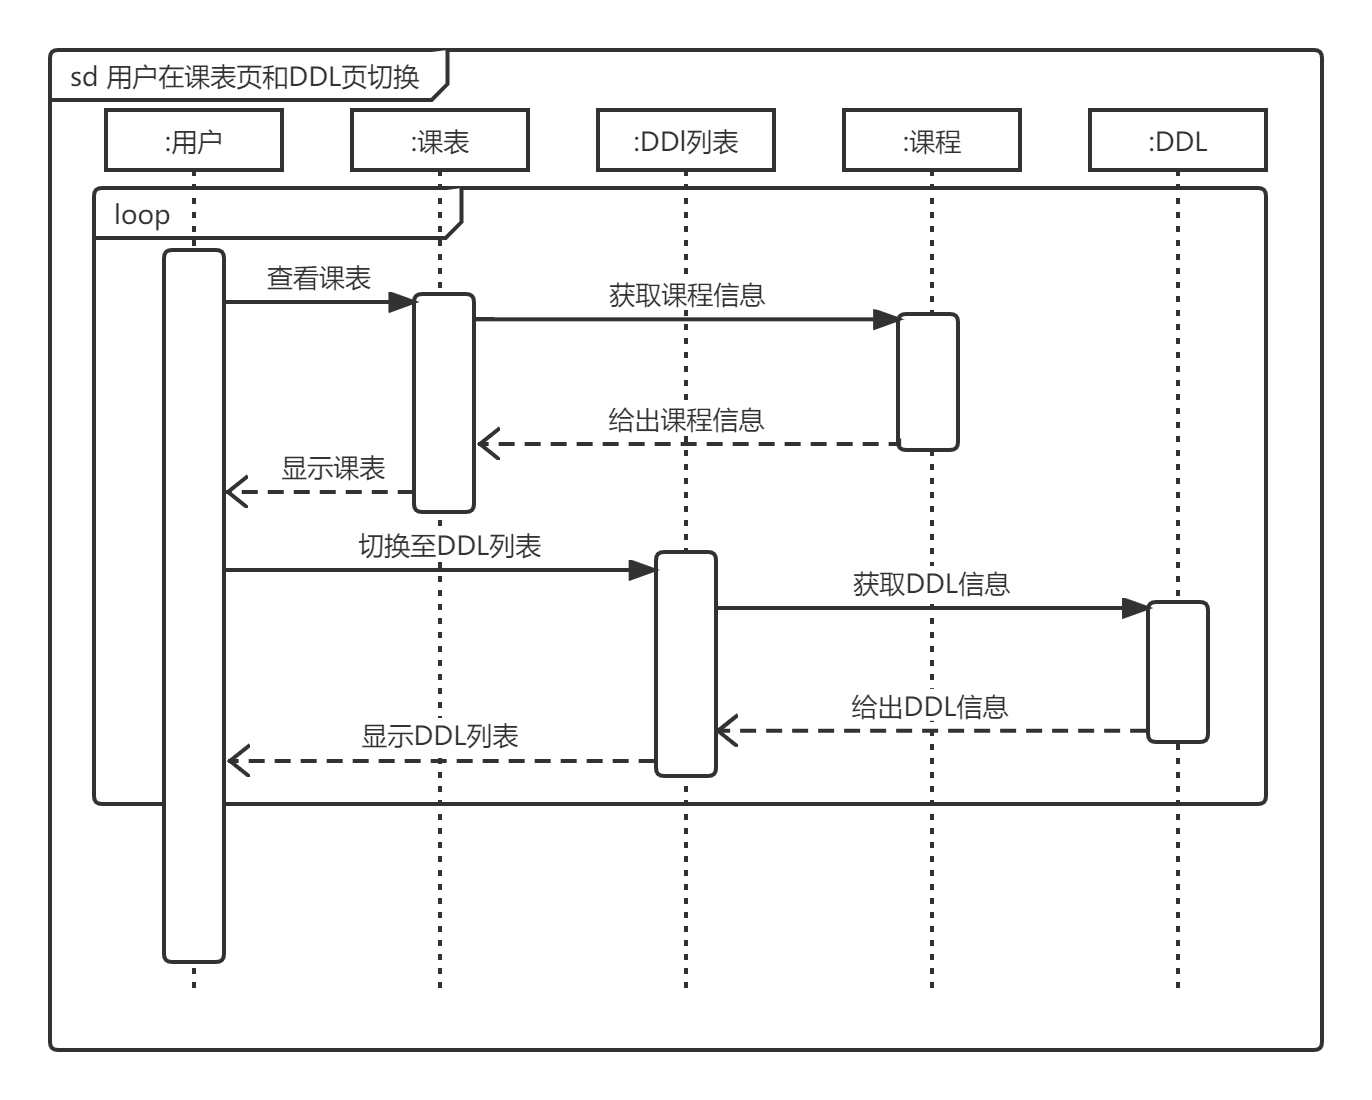 sd 用户在课表页和DDL页切换
:用户
:课表
:DDl列表
:课程
:DDL
loop
查看课表
获取课程信息
给出课程信息
显示课表
切换至DDL列表
获取DDL信息
给出DDL信息
显示DDL列表